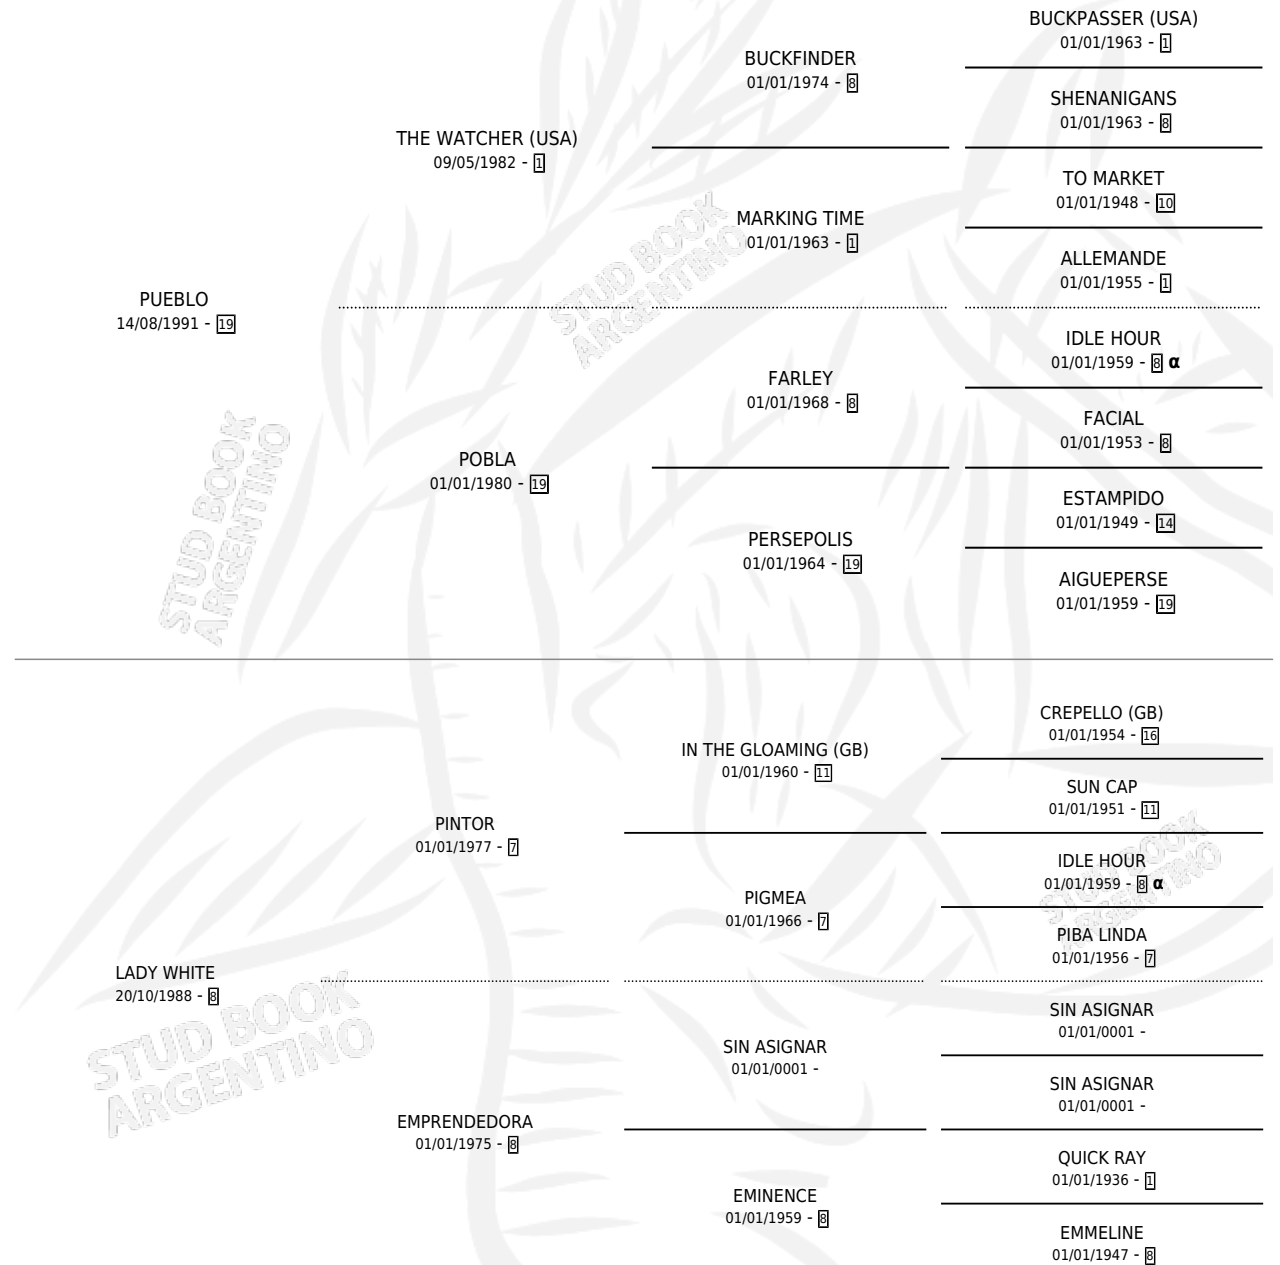 BUCKPASSER (USA)
01/01/1963 - 1
BUCKFINDER
01/01/1974 - 8
SHENANIGANS
01/01/1963 - 8
THE WATCHER (USA)
09/05/1982 - 1
TO MARKET
01/01/1948 - 10
MARKING TIME
01/01/1963 - 1
ALLEMANDE
01/01/1955 - 1
PUEBLO
14/08/1991 - 19
IDLE HOUR
01/01/1959 - 8 α
FARLEY
01/01/1968 - 8
FACIAL
01/01/1953 - 8
POBLA
01/01/1980 - 19
ESTAMPIDO
01/01/1949 - 14
PERSEPOLIS
01/01/1964 - 19
AIGUEPERSE
01/01/1959 - 19
CREPELLO (GB)
01/01/1954 - 16
IN THE GLOAMING (GB)
01/01/1960 - 11
SUN CAP
01/01/1951 - 11
PINTOR
01/01/1977 - 7
IDLE HOUR
01/01/1959 - 8 α
PIGMEA
01/01/1966 - 7
PIBA LINDA
01/01/1956 - 7
LADY WHITE
20/10/1988 - 8
SIN ASIGNAR
01/01/0001 -
SIN ASIGNAR
01/01/0001 -
SIN ASIGNAR
01/01/0001 -
EMPRENDEDORA
01/01/1975 - 8
QUICK RAY
01/01/1936 - 1
EMINENCE
01/01/1959 - 8
EMMELINE
01/01/1947 - 8
STUD BOOK
ARGENTINO
STUD BOOK
ARGENTINO
STUD BOOK
ARGENTINO
STUD BOOK
ARGENTINO